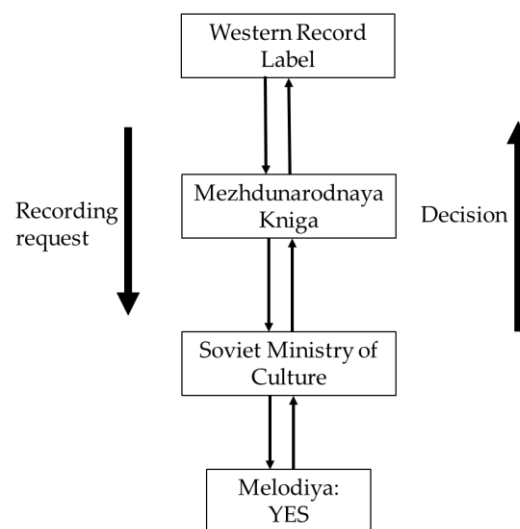 Western Record
Label
Mezhdunarodnaya
Kniga
Recording
request
Decision
Soviet Ministry of
Culture
Melodiya:
YES